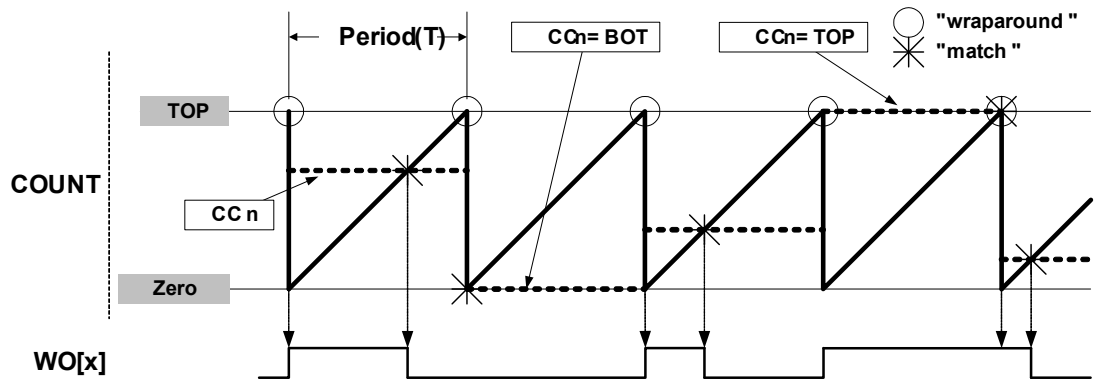 Period(T)
CCn= BOT
CCn= TOP
"wraparound "
"match "
TOP
COUNT
CC n
Zero
WO[x]